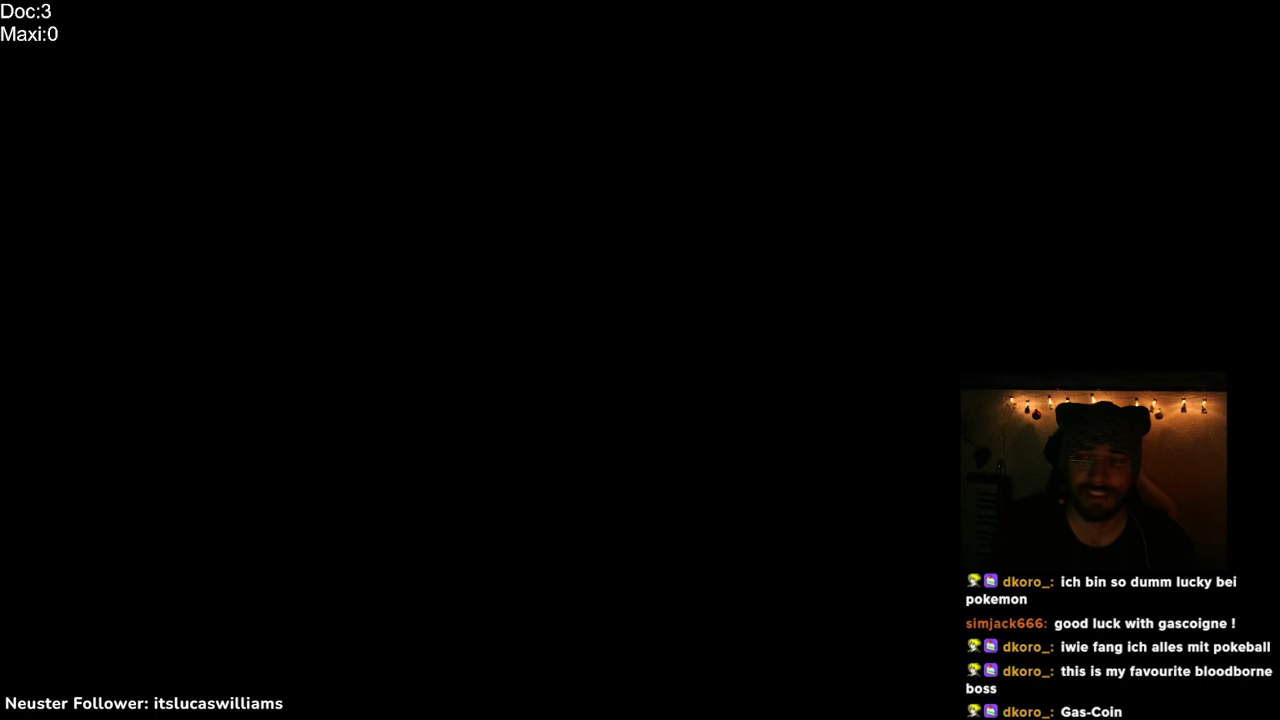 Doc:3
Maxi:0
dkoro_: ich bin so dumm lucky bei
pokemon
simjack666: good luck with gascoigne !
dkoro_: iwie fang ich alles mit pokeball
dkoro_: this is my favourite bloodborne
boss
dkoro_: Gas-Coin
Neuster Follower: itslucaswilliams